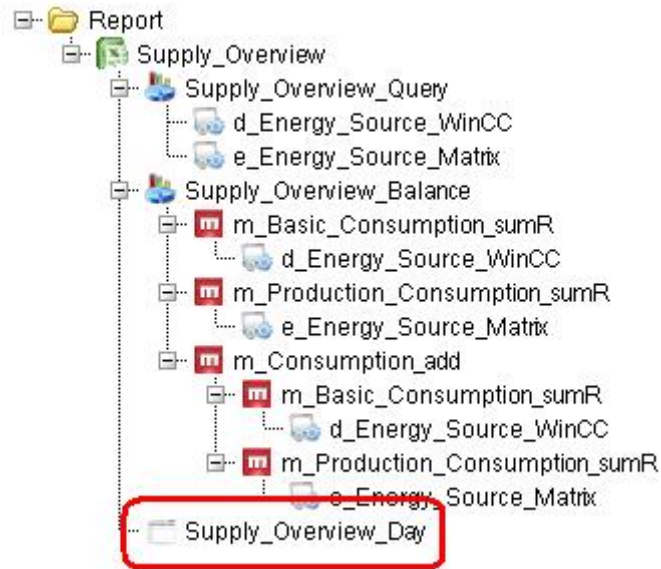 Report
Supply_Overview
Supply_Overview_Query
d_Energy_Source_WinCC
e_Energy_Source_Matrix
Supply_Overview_Balance
m_Basic_Consumption_sumR
d_Energy_Source_WinCC
m_Production_Consumption_sumR
e_Energy_Source_Matrix
m_Consumption_add
m_Basic_Consumption_sumR
d_Energy_Source_WinCC
m_Production_Consumption_sumR
e_Energy_Source_Matrix
Supply_Overview_Day